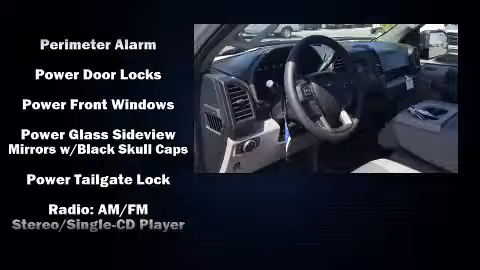 Perimeter Alarm
Power Door Locks
Power Front Windows
Power Glass Sideview
Mirrors w/Black Skull Caps
Power Tailgate Lock
Radio: AM/FM
Stereo/Single-CD Player